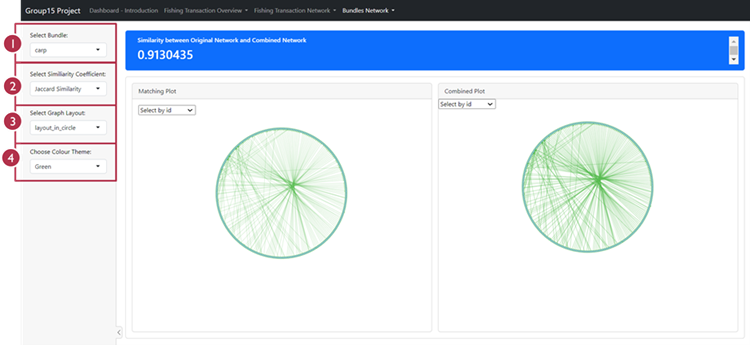 Group15 Project Dashboard - Introduction Fishing Transaction Overview Fishing Transaction Network Bundles Network
1
Select Bundle:
carp
2
Select Similiarity Coefficient:
Jaccard Similarity
3
Select Graph Layout:
layout_in_circle
4
Choose Colour Theme:
Green
Similarity between Original Network and Combined Network
0.9130435
Matching Plot
Select by id
Combined Plot
Select by id